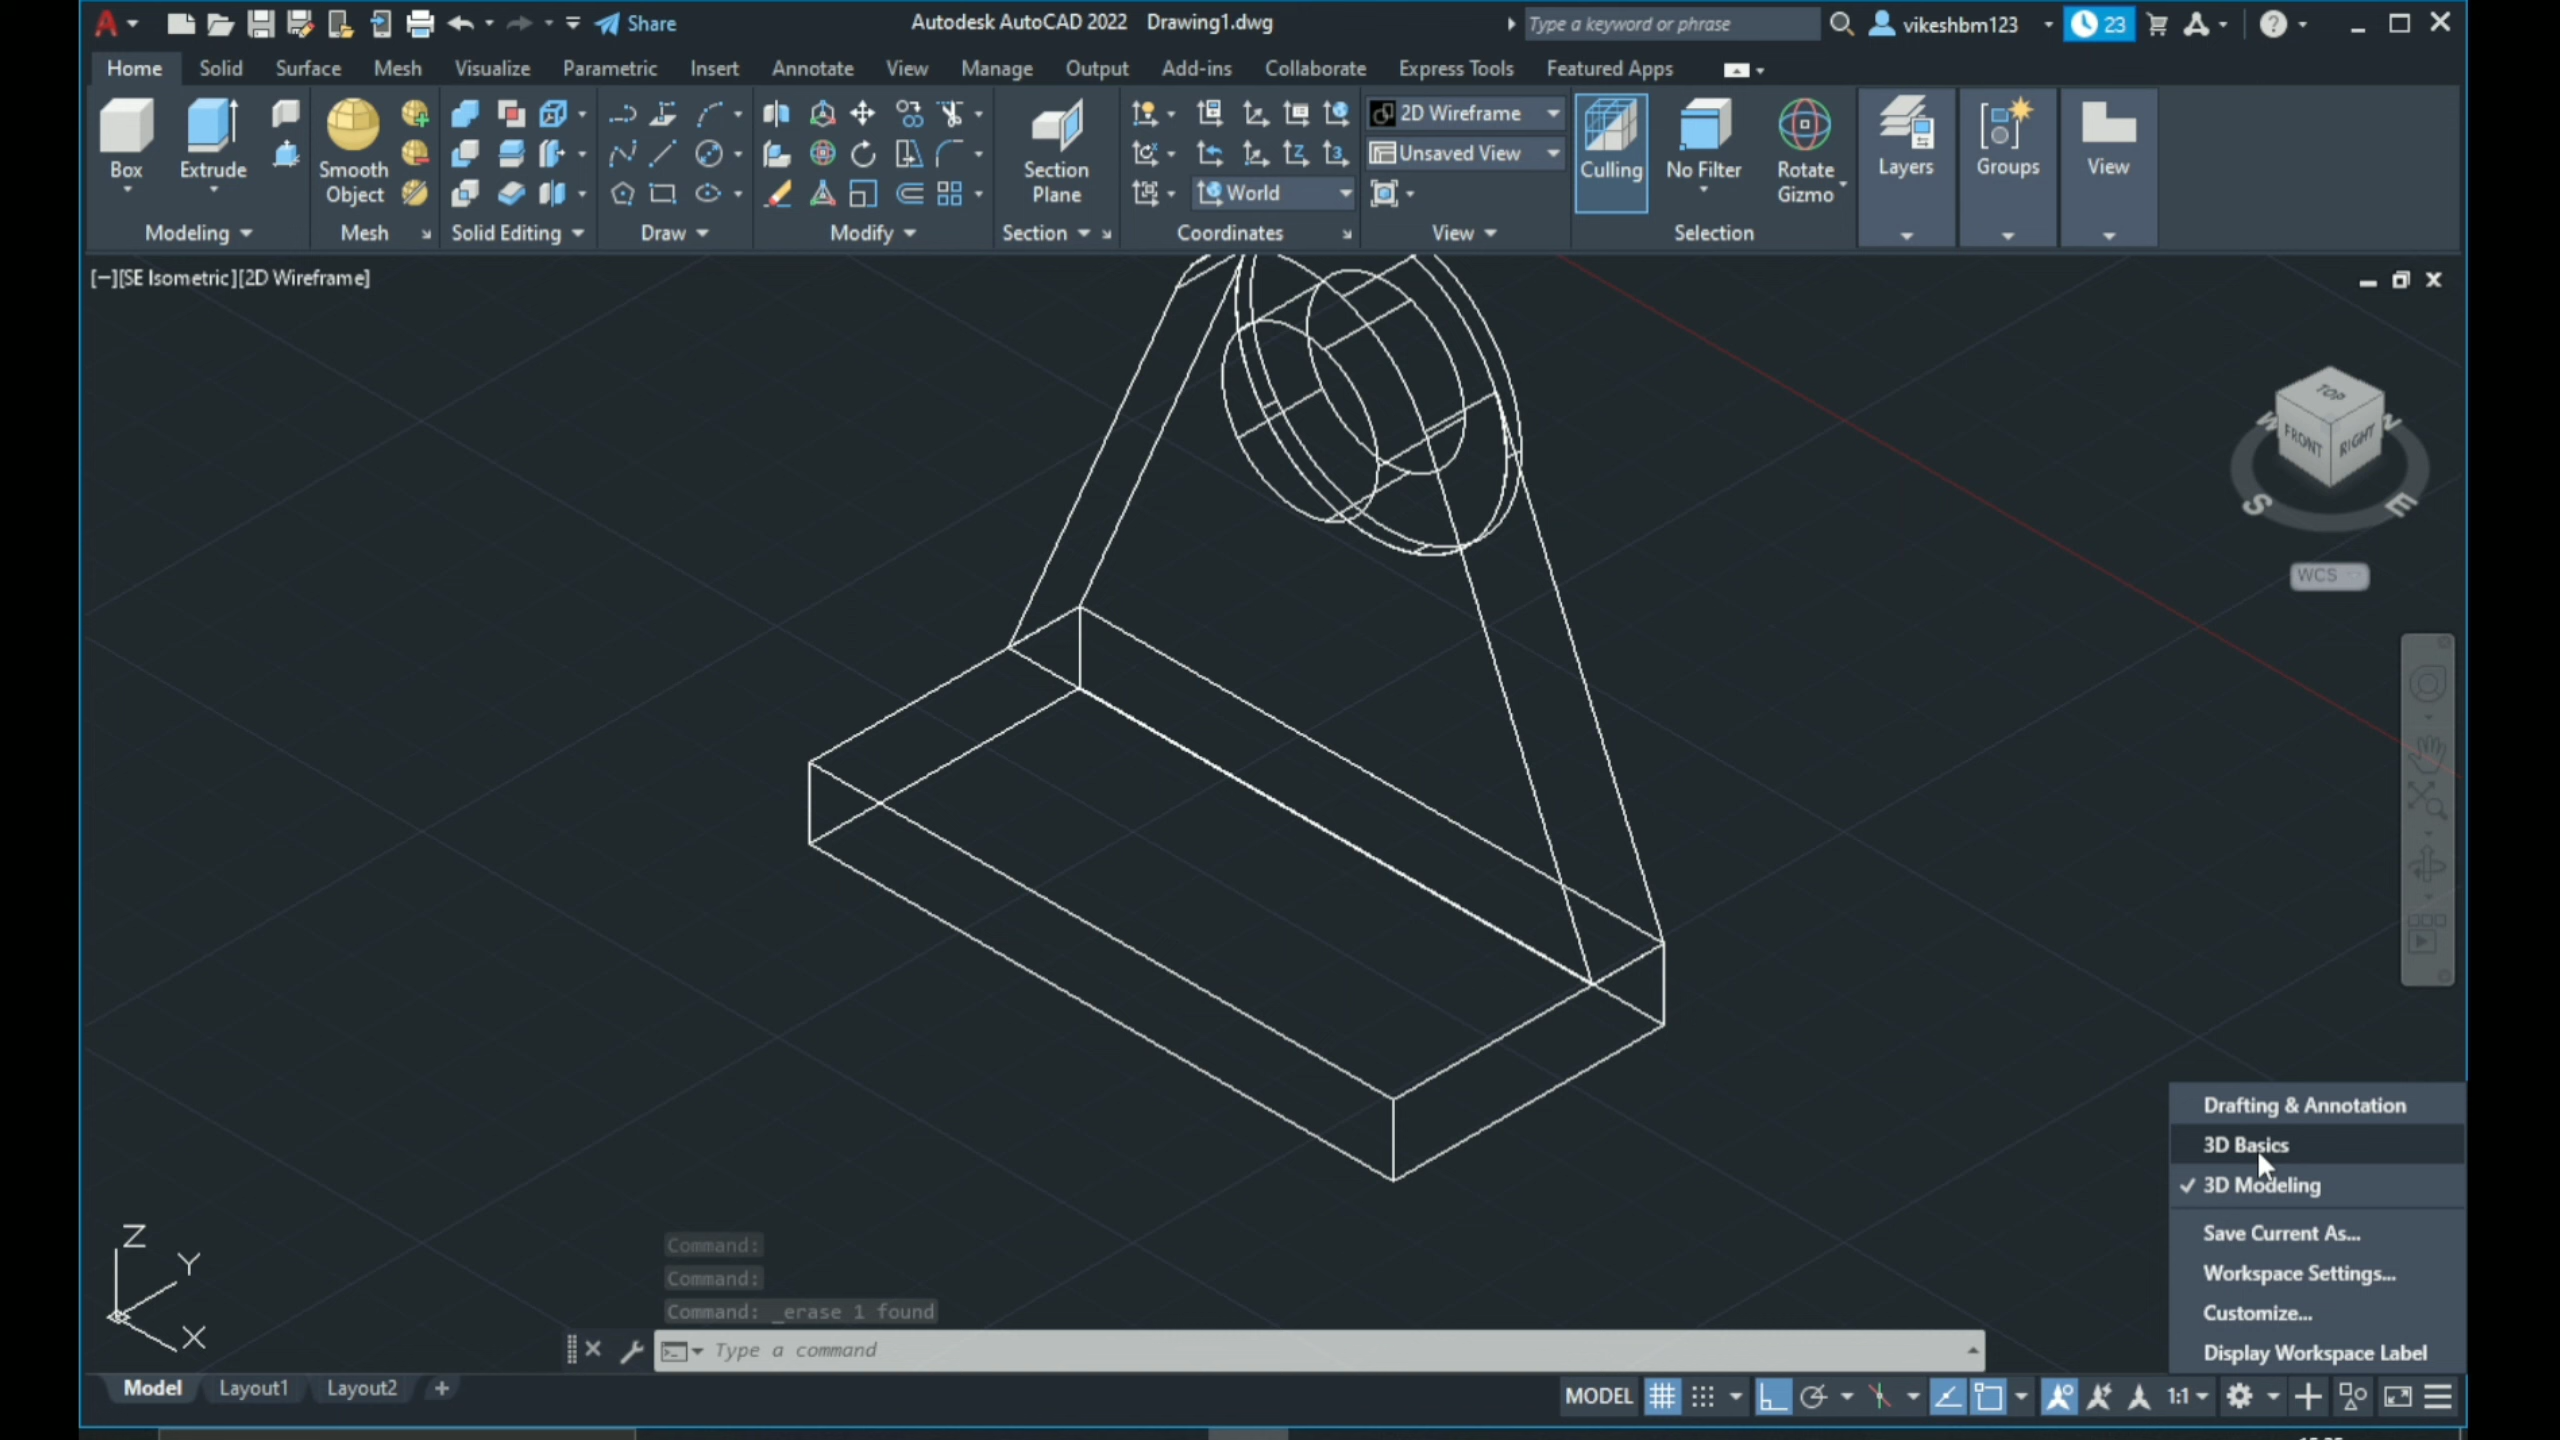 Share
Autodesk AutoCAD 2022 Drawing1.dwg
Type a keyword or phrase
vikeshbm123
23
Home Solid Surface Mesh Visualize Parametric Insert Annotate View Manage Output Add-ins Collaborate Express Tools Featured Apps
Box
Extrude
Smooth
Object
Section
Plane
World
2D Wireframe
Unsaved View
Culling
No Filter
Rotate
Gizmo
Layers
Groups
View
Modeling Mesh Solid Editing Draw Modify Section Coordinates View Selection
[−][SE Isometric][2D Wireframe]
TOP
FRONT
RIGHT
W
N
S
E
WCS
Drafting & Annotation
3D Basics
✓ 3D Modeling
Save Current As...
Workspace Settings...
Customize...
Display Workspace Label
Z
Y
X
Command:
Command:
Command: _erase 1 found
Type a command
Model Layout1 Layout2 +
MODEL
1:1